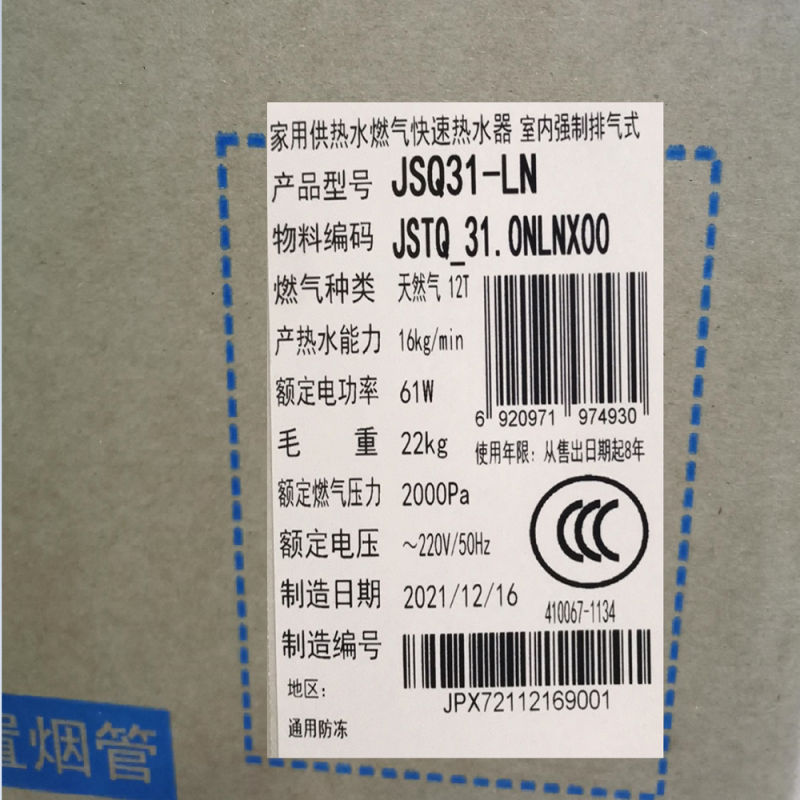 家用供热水燃气快速热水器 室内强制排气式
产品型号 JSQ31-LN
物料编码 JSTQ_31.0NLNX00
燃气种类 天然气 12T
产热水能力 16kg/min
额定电功率 61W
6 920971 974930
毛 重 22kg
使用年限：从售出日期起8年
额定燃气压力 2000Pa
额定电压 ～220V/50Hz
CCC
制造日期 2021/12/16
410067-1134
制造编号
JPX72112169001
地区：
通用防冻
置烟管